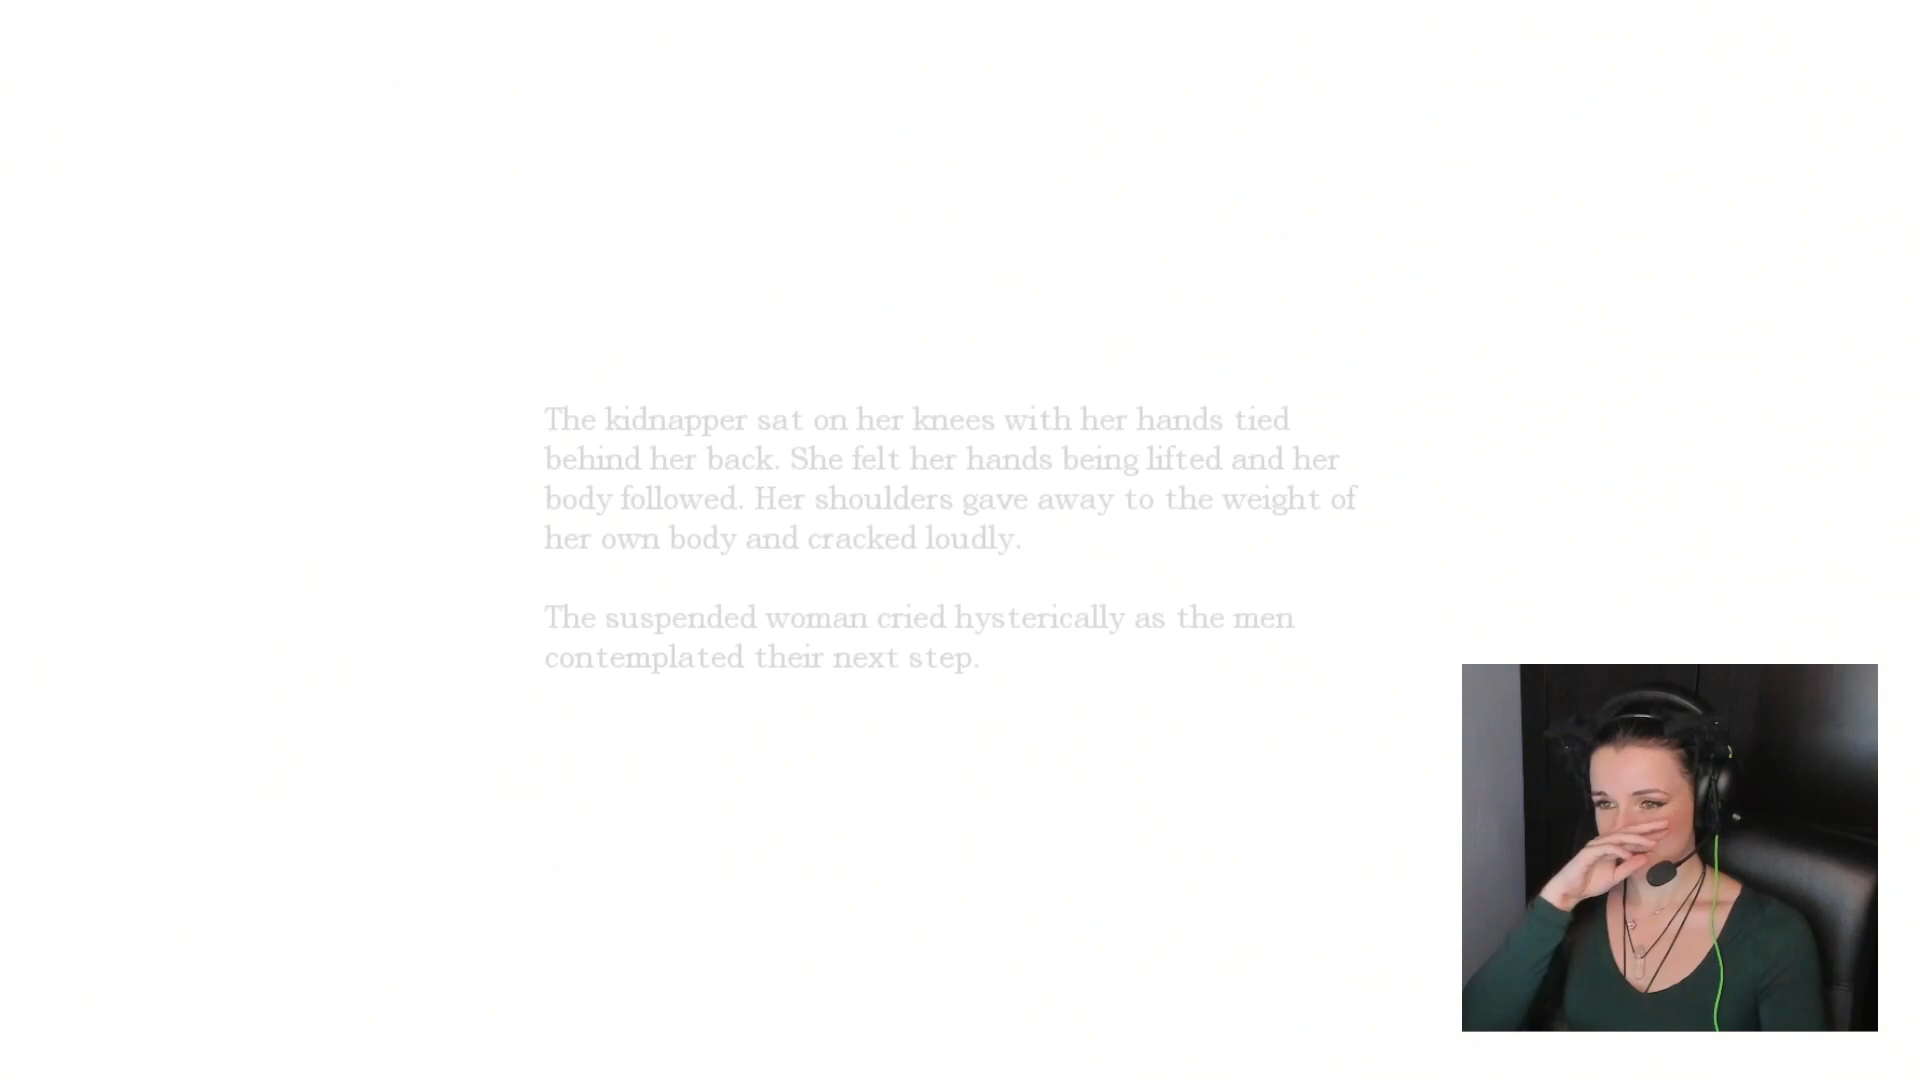 The kidnapper sat on her knees with her hands tied
behind her back. She felt her hands being lifted and her
body followed. Her shoulders gave away to the weight of
her own body and cracked loudly.
The suspended woman cried hysterically as the men
contemplated their next step.